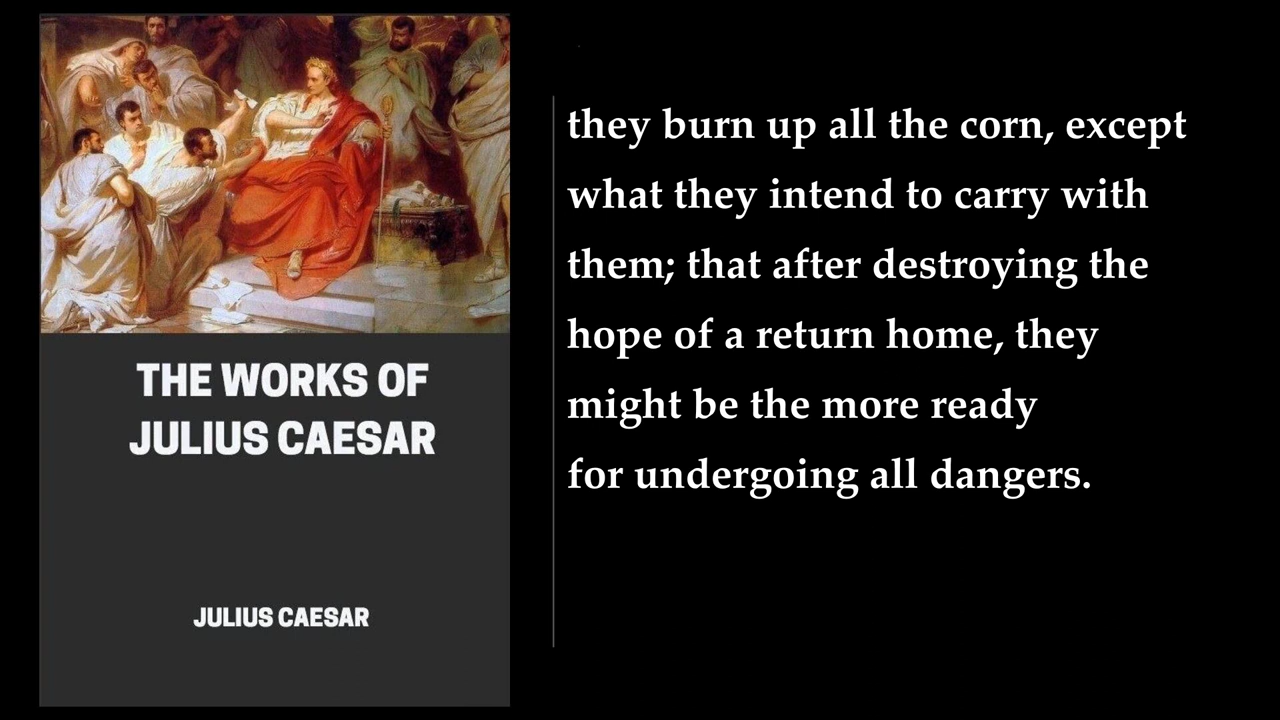 THE WORKS OF
JULIUS CAESAR
JULIUS CAESAR
they burn up all the corn, except
what they intend to carry with
them; that after destroying the
hope of a return home, they
might be the more ready
for undergoing all dangers.